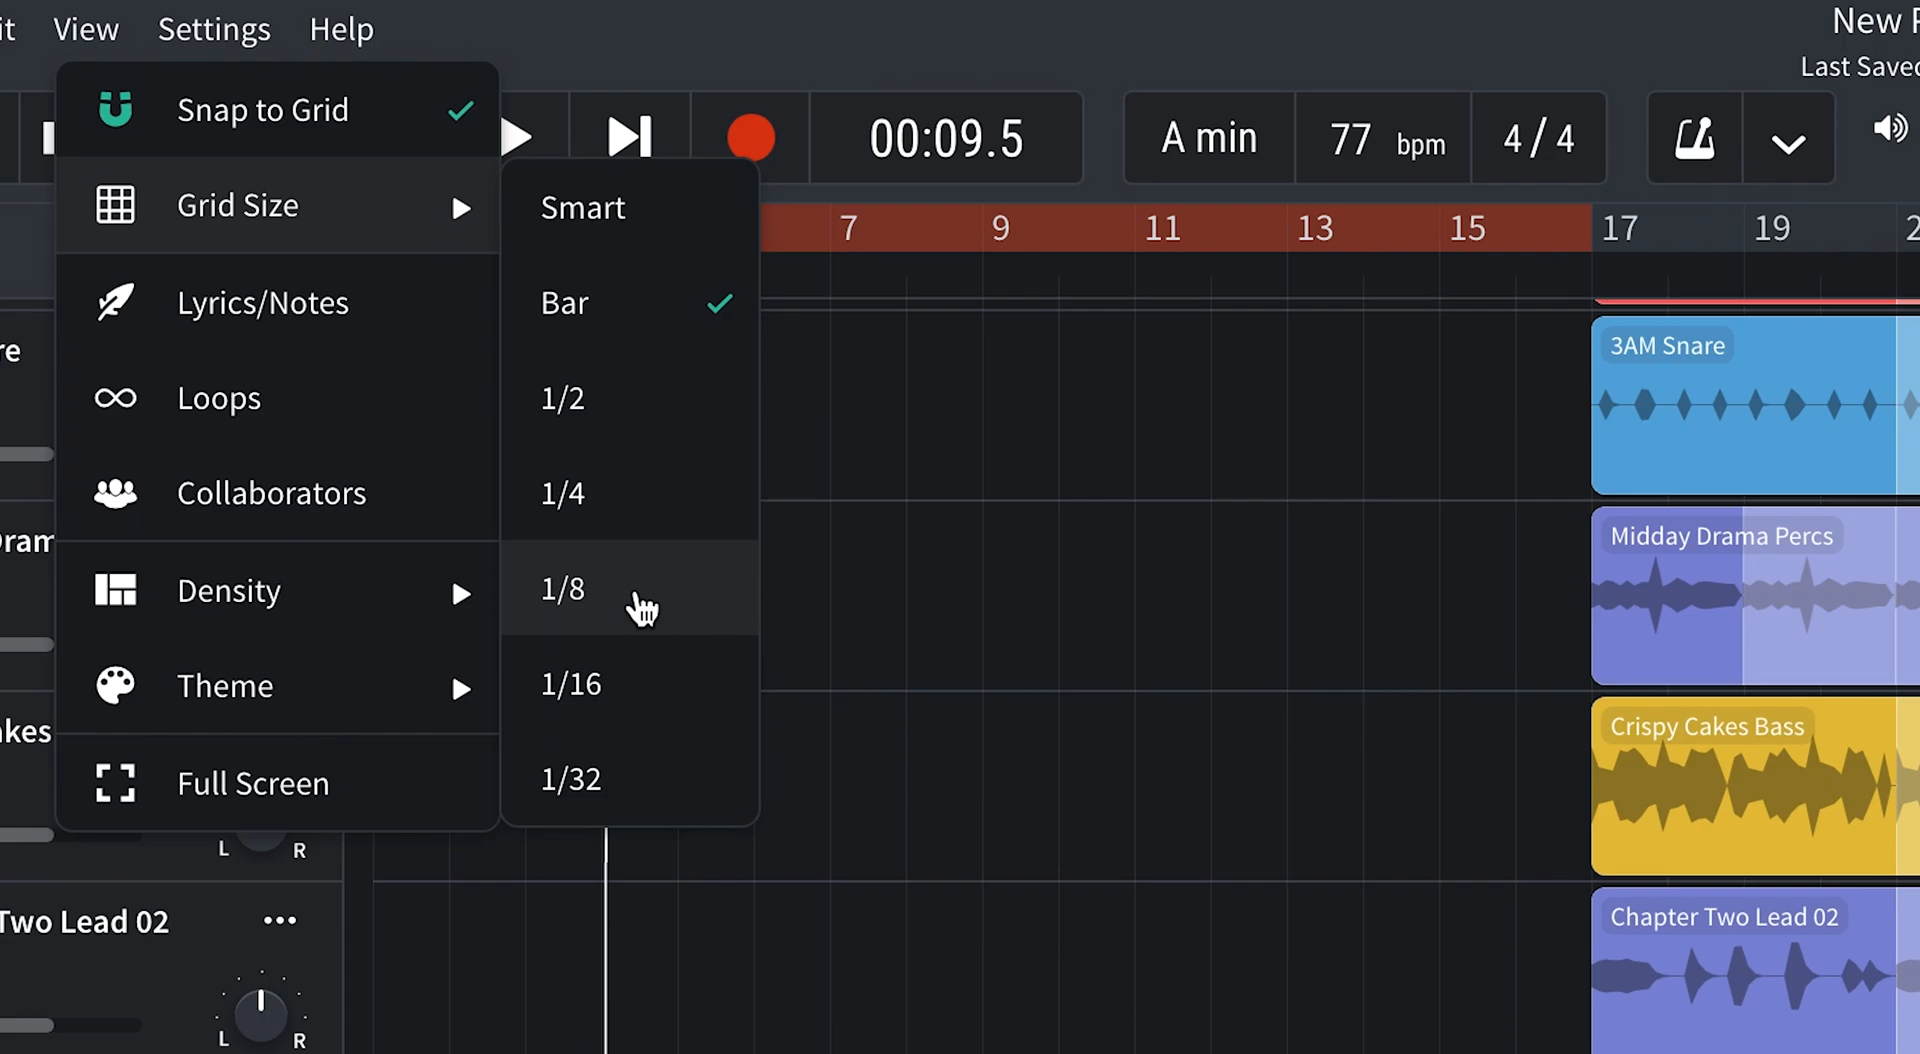 it View Settings Help
New P
Last Saved
Snap to Grid
Grid Size
Lyrics/Notes
Loops
Collaborators
Density
Theme
Full Screen
Smart
Bar
1/2
1/4
1/8
1/16
1/32
00:09.5
A min 77 bpm 4/4
7 9 11 13 15 17 19 2
re
Dram
akes
L R
Two Lead 02
L R
3AM Snare
Midday Drama Percs
Crispy Cakes Bass
Chapter Two Lead 02